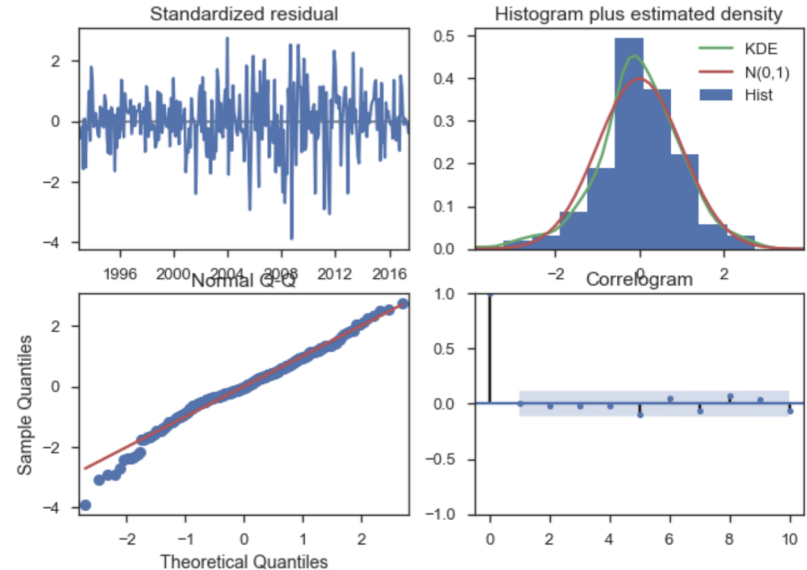 Standardized residual
2
0
−2
−4
1996 2000 2004 2008 2012 2016
Histogram plus estimated density
0.5
0.4
0.3
0.2
0.1
0.0
KDE
N(0,1)
Hist
−2 0 2
Normal Q-Q
Sample Quantiles
2
0
−2
−4
−2 −1 0 1 2
Theoretical Quantiles
Correlogram
1.0
0.5
0.0
−0.5
−1.0
0 2 4 6 8 10